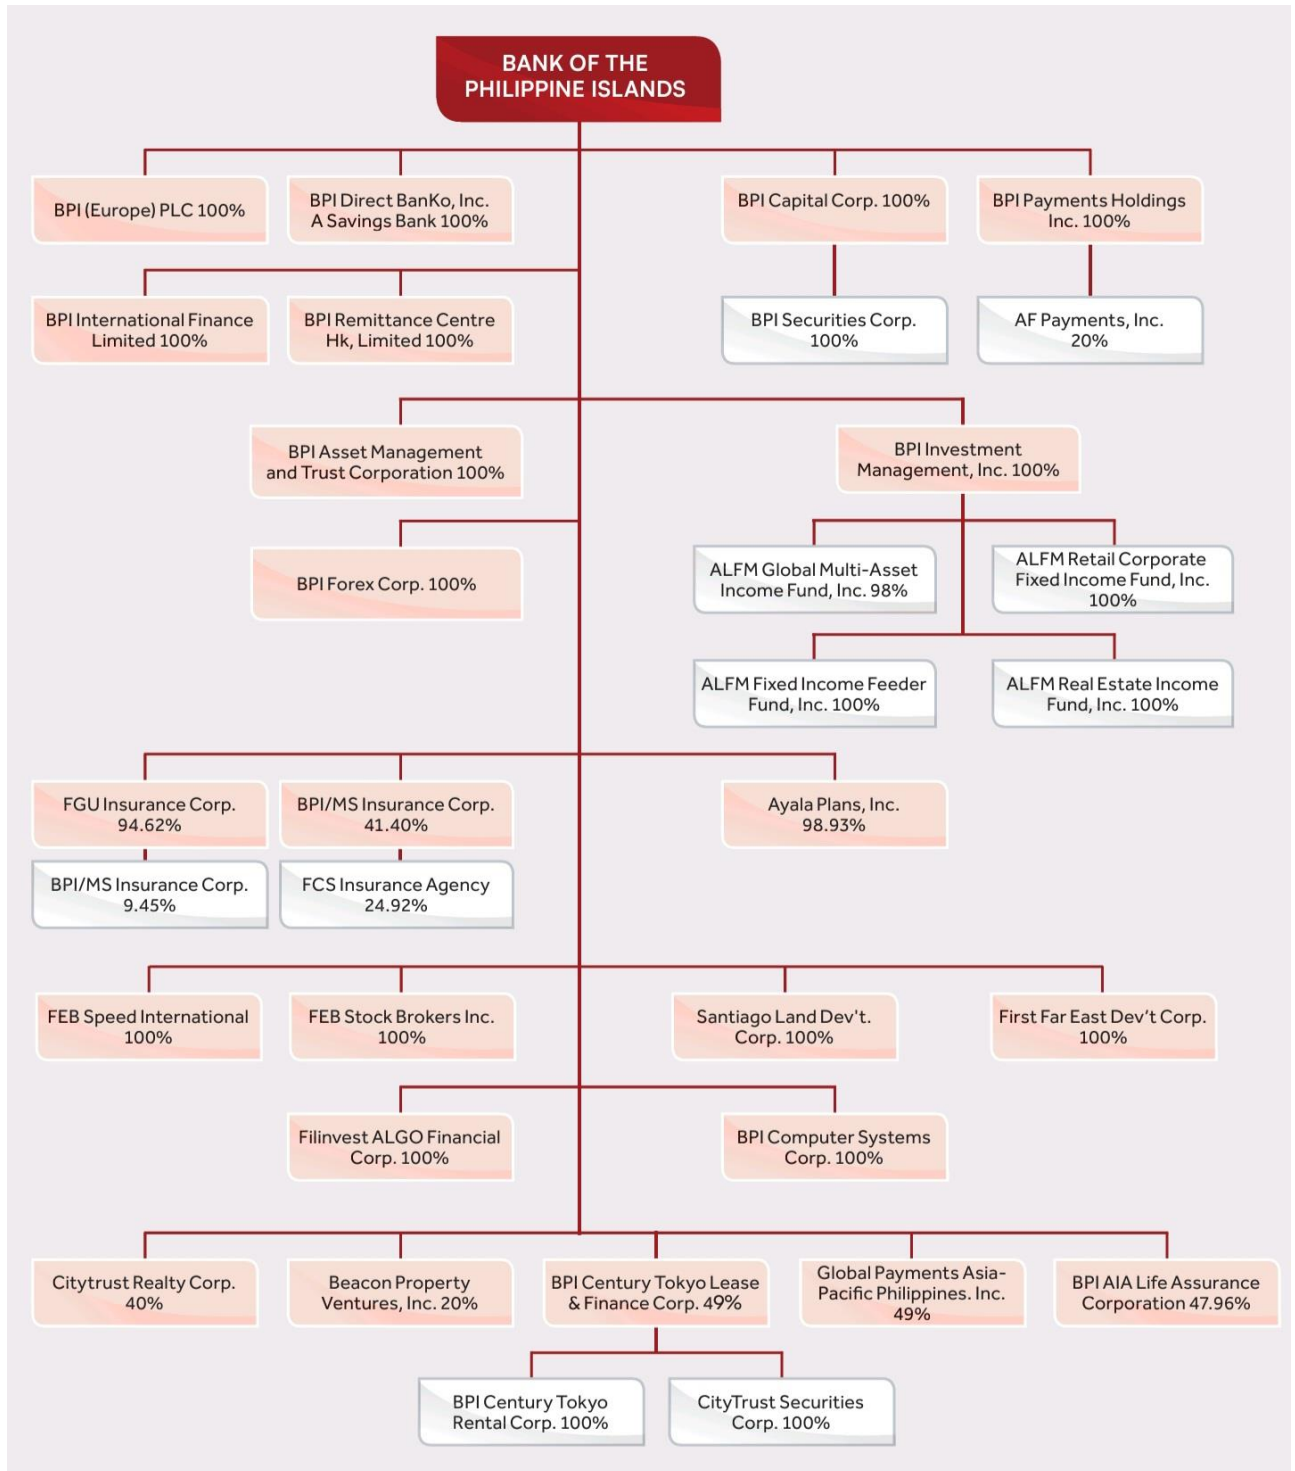 BANK OF THE
PHILIPPINE ISLANDS
BPI (Europe) PLC 100%
BPI Direct BanKo, Inc.
A Savings Bank 100%
BPI Capital Corp. 100%
BPI Payments Holdings
Inc. 100%
BPI International Finance
Limited 100%
BPI Remittance Centre
Hk, Limited 100%
BPI Securities Corp.
100%
AF Payments, Inc.
20%
BPI Asset Management
and Trust Corporation 100%
BPI Investment
Management, Inc. 100%
BPI Forex Corp. 100%
ALFM Global Multi-Asset
Income Fund, Inc. 98%
ALFM Retail Corporate
Fixed Income Fund, Inc.
100%
ALFM Fixed Income Feeder
Fund, Inc. 100%
ALFM Real Estate Income
Fund, Inc. 100%
FGU Insurance Corp.
94.62%
BPI/MS Insurance Corp.
41.40%
Ayala Plans, Inc.
98.93%
BPI/MS Insurance Corp.
9.45%
FCS Insurance Agency
24.92%
FEB Speed International
100%
FEB Stock Brokers Inc.
100%
Santiago Land Dev't.
Corp. 100%
First Far East Dev’t Corp.
100%
Filinvest ALGO Financial
Corp. 100%
BPI Computer Systems
Corp. 100%
Citytrust Realty Corp.
40%
Beacon Property
Ventures, Inc. 20%
BPI Century Tokyo Lease
& Finance Corp. 49%
Global Payments Asia-
Pacific Philippines. Inc.
49%
BPI AIA Life Assurance
Corporation 47.96%
BPI Century Tokyo
Rental Corp. 100%
CityTrust Securities
Corp. 100%